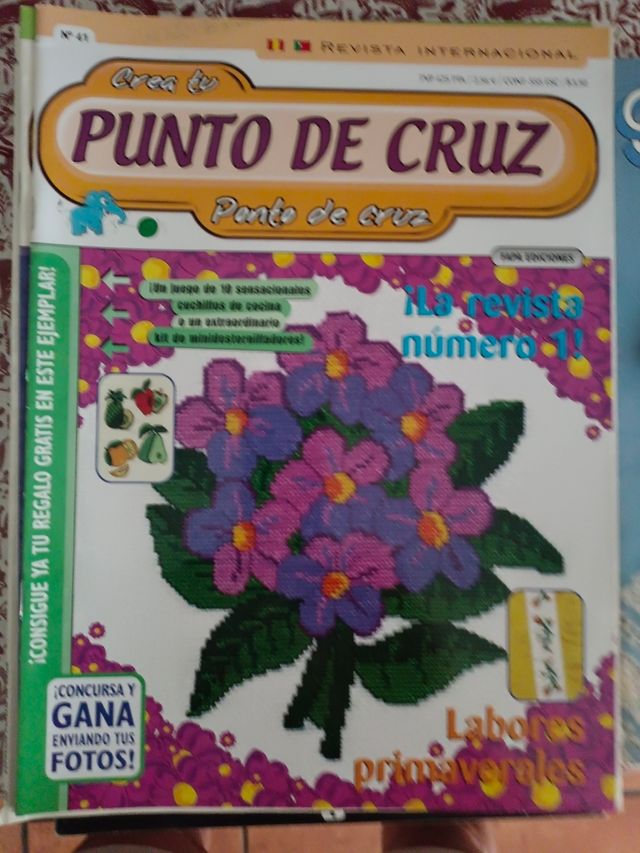 Nº 41
REVISTA INTERNACIONAL
Crea tu
PUNTO DE CRUZ
Ponto de cruz
¡Un juego de 10 sensacionales
cuchillos de cocina
o un extraordinario
kit de minidestornilladores!
¡La revista
número 1!
¡CONSIGUE YA TU REGALO GRATIS EN ESTE EJEMPLAR!
¡CONCURSA Y
GANA
ENVIANDO TUS
FOTOS!
Labores
primaverales